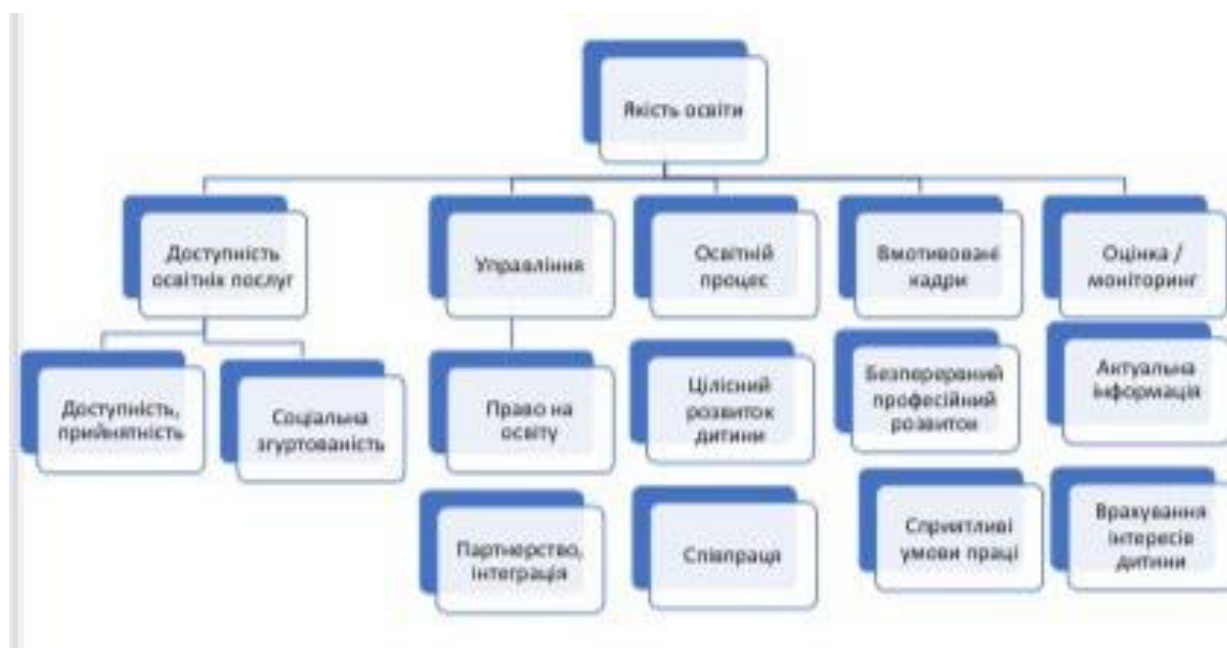 Якість освіти
Доступність
освітніх послуг
Управління
Освітній
процес
Вмотивовані
кадри
Оцінка /
моніторинг
Доступність,
прийнятність
Соціальна
згуртованість
Право на
освіту
Цілісний
розвиток
дитини
Безперервний
професійний
розвиток
Актуальна
інформація
Партнерство,
інтеграція
Співпраця
Сприятливі
умови праці
Врахування
інтересів
дитини